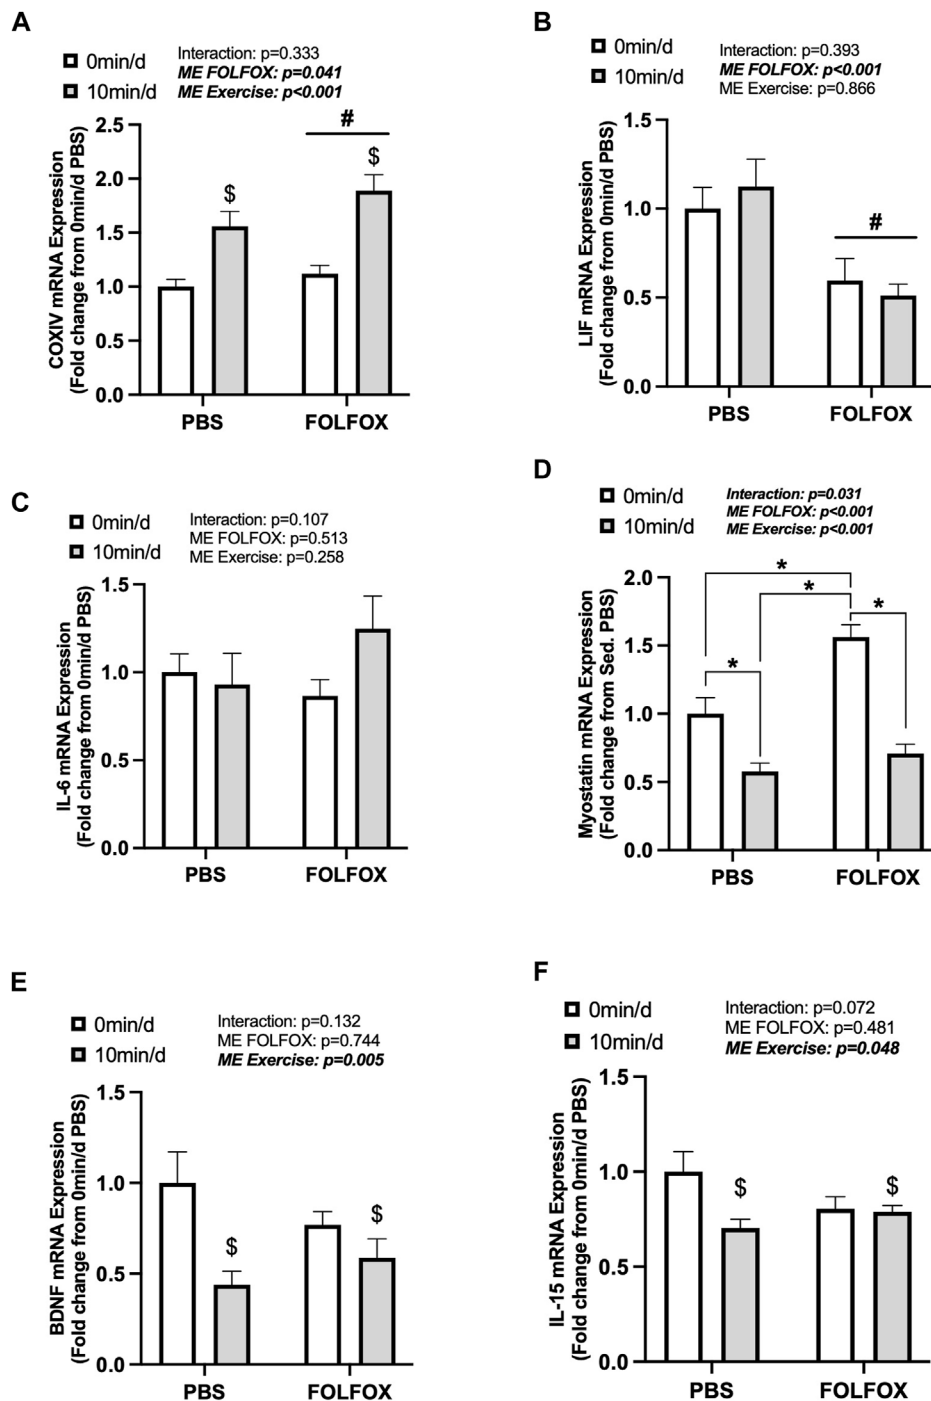 A
0min/d
10min/d
Interaction: p=0.333
ME FOLFOX: p=0.041
ME Exercise: p<0.001
COXIV mRNA Expression
(Fold change from 0min/d PBS)
2.5
2.0
1.5
1.0
0.5
0.0
$
#
$
PBS
FOLFOX
B
0min/d
10min/d
Interaction: p=0.393
ME FOLFOX: p<0.001
ME Exercise: p=0.866
LIF mRNA Expression
(Fold change from 0min/d PBS)
1.5
1.0
0.5
0.0
#
PBS
FOLFOX
C
0min/d
10min/d
Interaction: p=0.107
ME FOLFOX: p=0.513
ME Exercise: p=0.258
IL-6 mRNA Expression
(Fold change from 0min/d PBS)
1.5
1.0
0.5
0.0
PBS
FOLFOX
D
0min/d
10min/d
Interaction: p=0.031
ME FOLFOX: p<0.001
ME Exercise: p<0.001
Myostatin mRNA Expression
(Fold change from Sed. PBS)
2.0
1.5
1.0
0.5
0.0
*
*
*
*
PBS
FOLFOX
E
0min/d
10min/d
Interaction: p=0.132
ME FOLFOX: p=0.744
ME Exercise: p=0.005
BDNF mRNA Expression
(Fold change from 0min/d PBS)
1.5
1.0
0.5
0.0
$
$
PBS
FOLFOX
F
0min/d
10min/d
Interaction: p=0.072
ME FOLFOX: p=0.481
ME Exercise: p=0.048
IL-15 mRNA Expression
(Fold change from 0min/d PBS)
1.5
1.0
0.5
0.0
$
$
PBS
FOLFOX